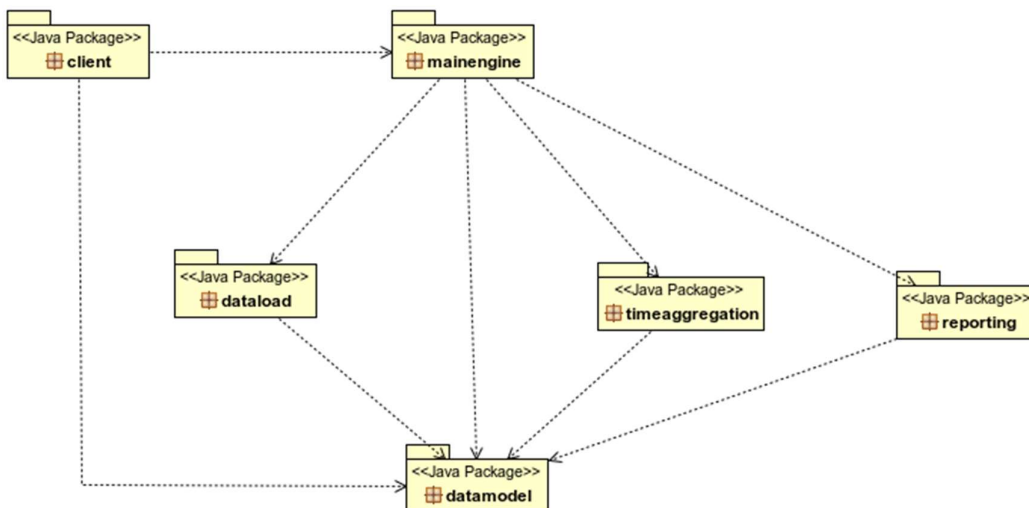 <<Java Package>>
client
<<Java Package>>
mainengine
<<Java Package>>
dataload
<<Java Package>>
timeaggregation
<<Java Package>>
reporting
<<Java Package>>
datamodel